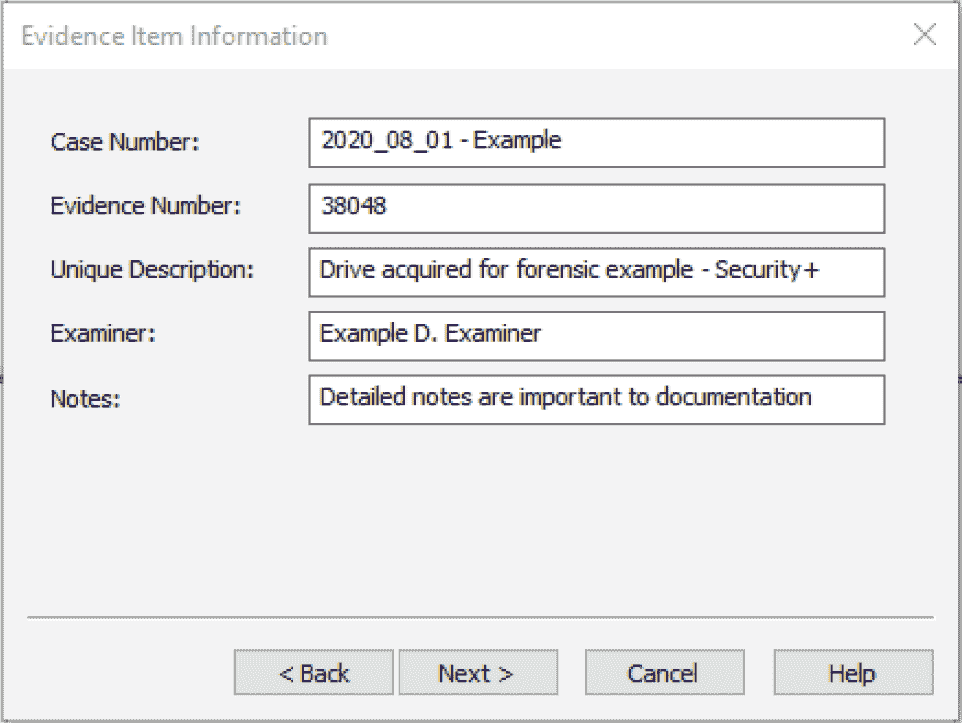 Evidence Item Information
Case Number: 2020_08_01 - Example
Evidence Number: 38048
Unique Description: Drive acquired for forensic example - Security+
Examiner: Example D. Examiner
Notes: Detailed notes are important to documentation
< Back Next > Cancel Help